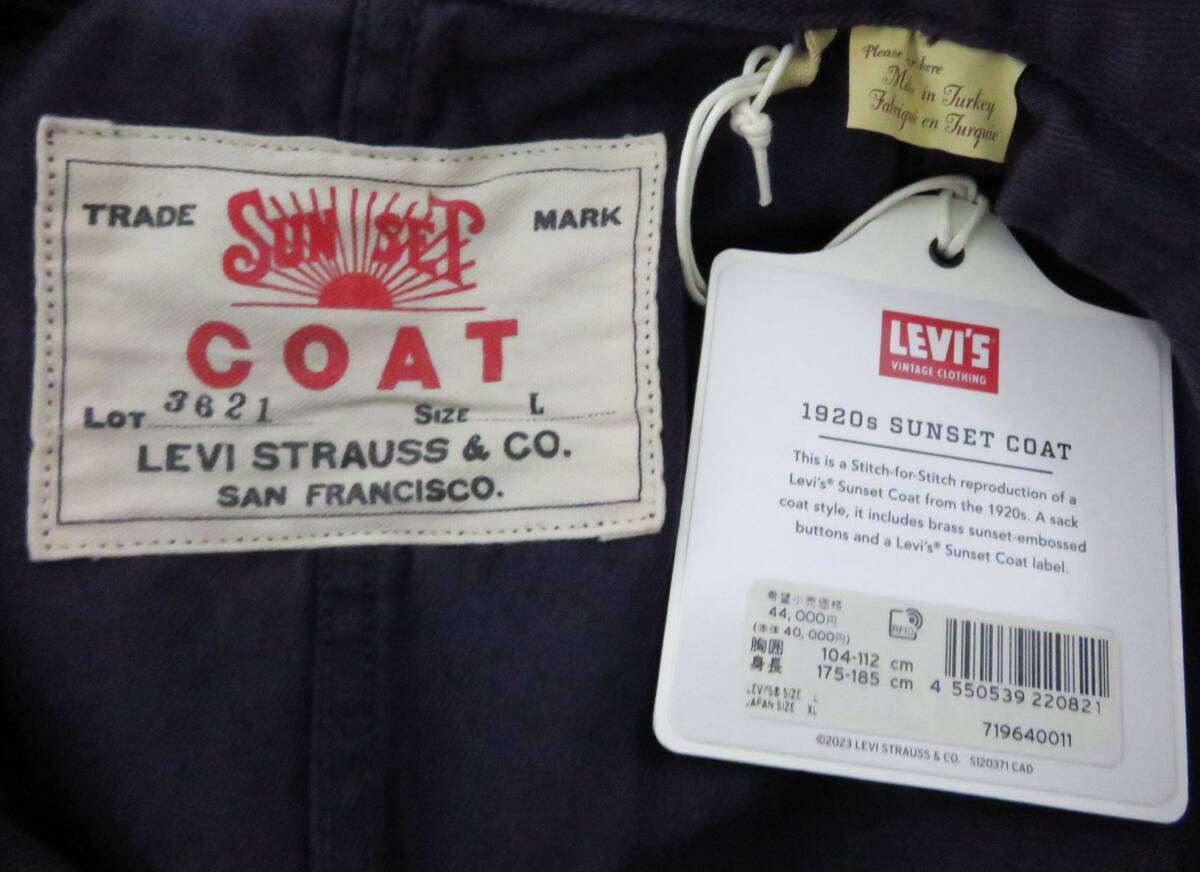 TRADE MARK
SUNSET
COAT
LOT 3621 SIZE L
LEVI STRAUSS & CO.
SAN FRANCISCO.
Please here
Made in Turkey
Fabriqué en Turquie
LEVI'S
VINTAGE CLOTHING
1920s SUNSET COAT
This is a Stitch-for-Stitch reproduction of a
Levi's® Sunset Coat from the 1920s. A sack
coat style, it includes brass sunset-embossed
buttons and a Levi's® Sunset Coat label.
希望小売価格
44,000円
(本体 40,000円)
RFID
胸囲 104-112 cm
身長 175-185 cm
LEVI'S® SIZE L
JAPAN SIZE XL
4 550539 220821
719640011
©2023 LEVI STRAUSS & CO. S120371 CAD